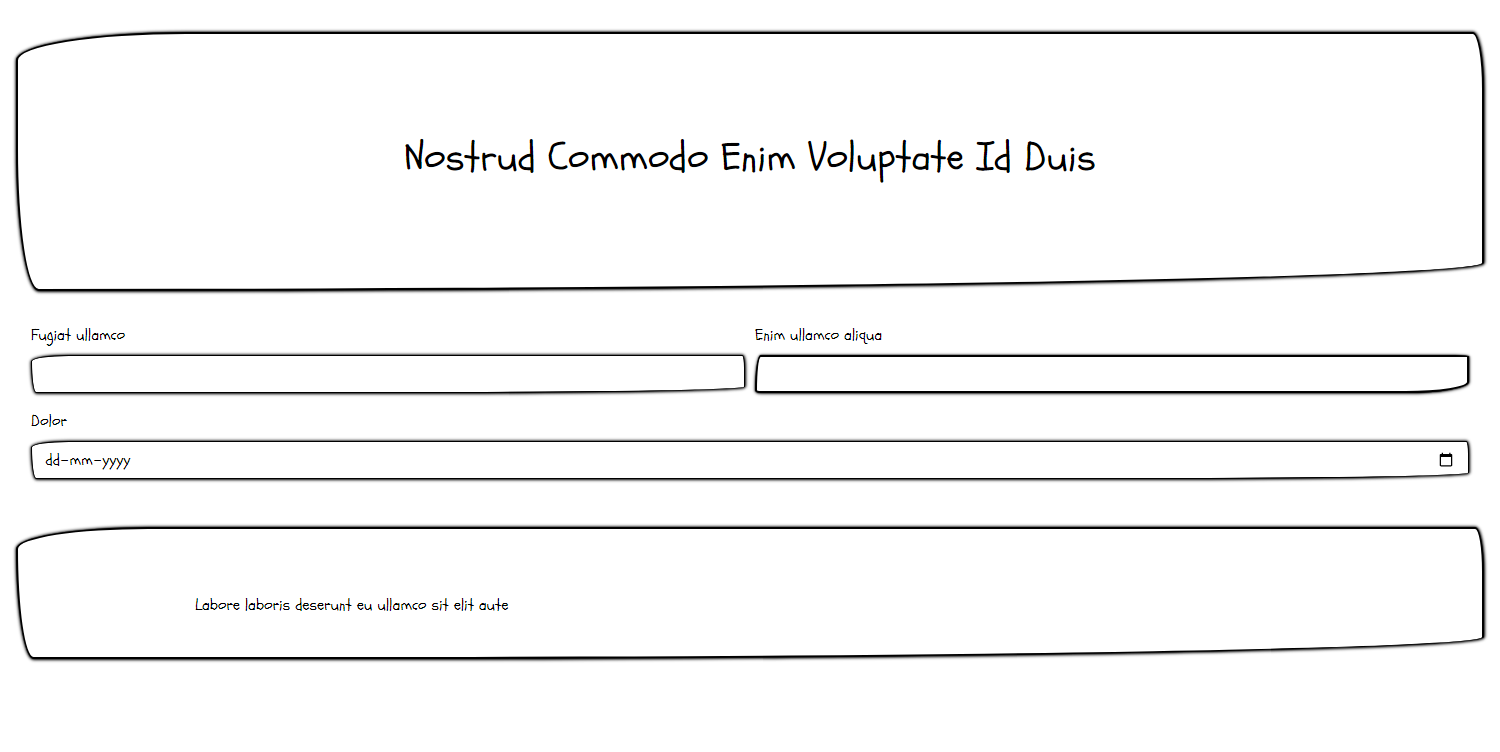 Nostrud Commodo Enim Voluptate Id Duis
Fugiat ullamco
Enim ullamco aliqua
Dolor
dd-mm-yyyy
Labore laboris deserunt eu ullamco sit elit aute